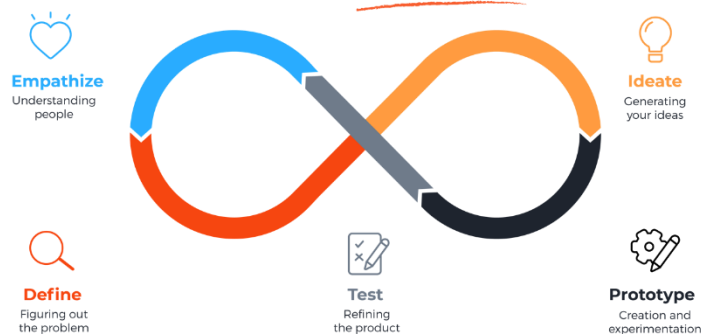 Empathize
Understanding
people
Ideate
Generating
your ideas
Define
Figuring out
the problem
Test
Refining
the product
Prototype
Creation and
experimentation